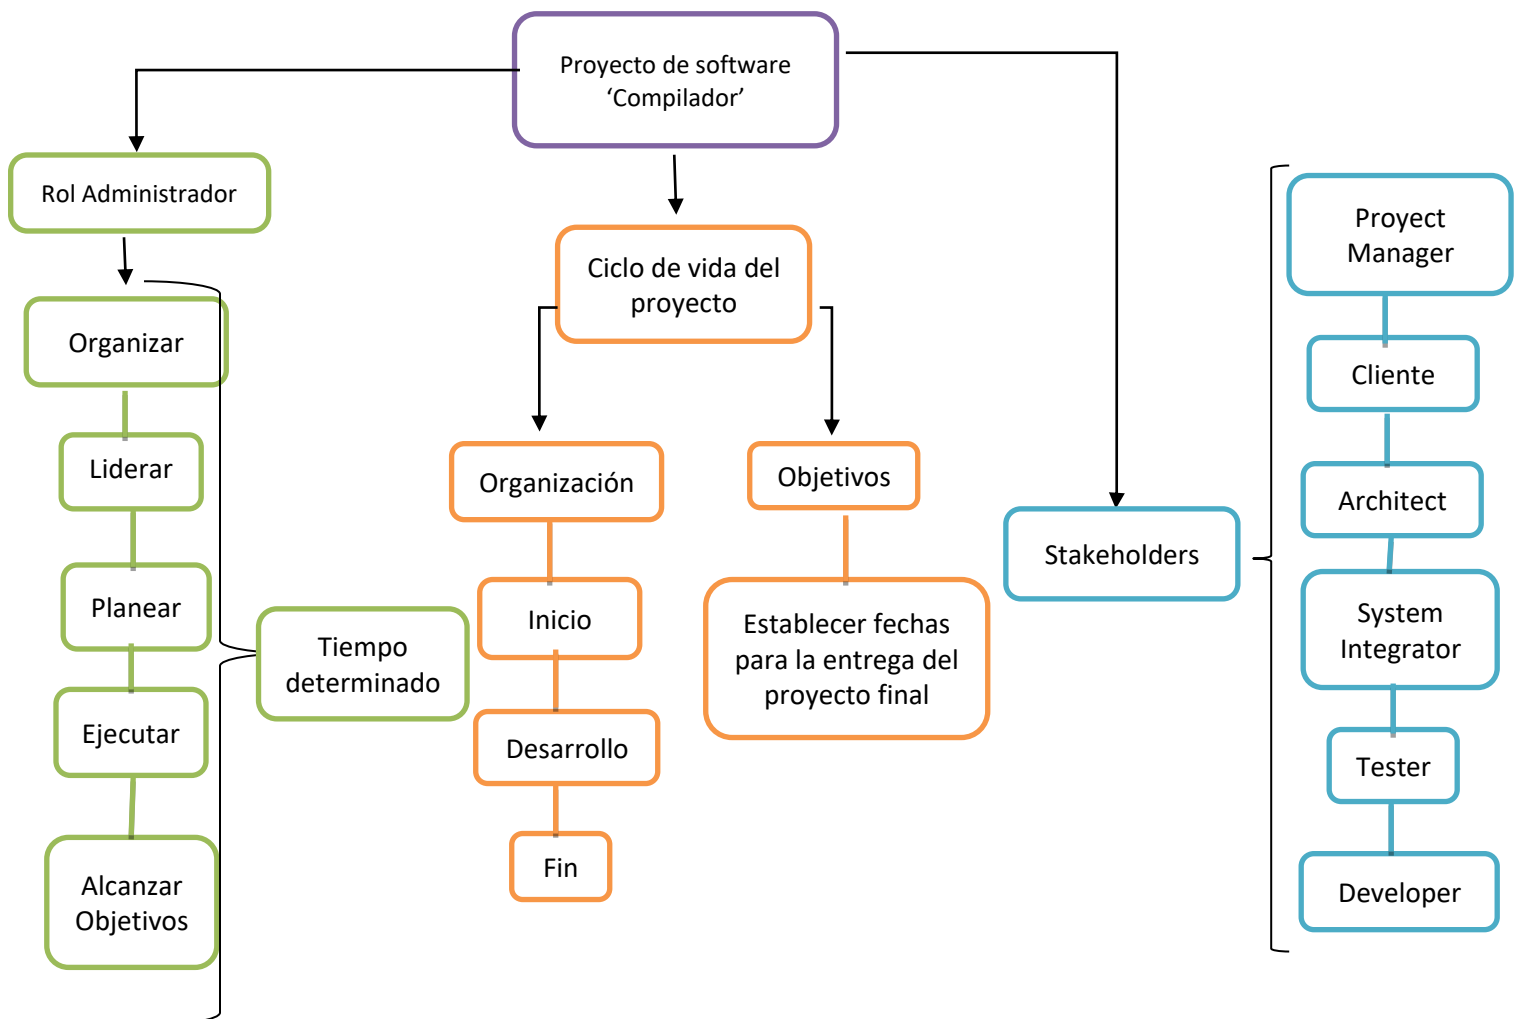 Proyecto de software
‘Compilador’
Rol Administrador
Organizar
Liderar
Planear
Ejecutar
Alcanzar
Objetivos
Tiempo
determinado
Ciclo de vida del
proyecto
Organización
Inicio
Desarrollo
Fin
Objetivos
Establecer fechas
para la entrega del
proyecto final
Stakeholders
Proyect
Manager
Cliente
Architect
System
Integrator
Tester
Developer